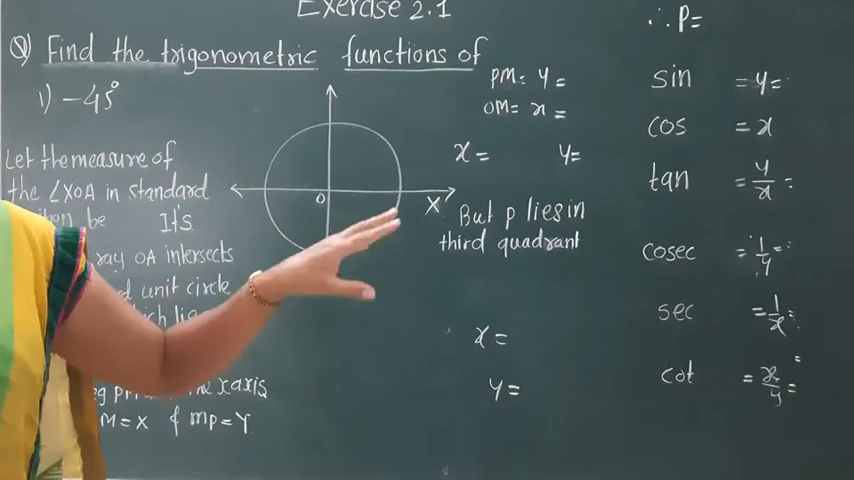 Exercise 2.1
Q) Find the trigonometric functions of
1) -45°
Let the measure of
the ∠XOA in standard
be It's
ray OA intersects
unit circle
M=X & MP=Y
O
X
PM= y =
OM= x =
x= y=
But p lies in
third quadrant
x =
y =
∴ P=
sin = y=
cos = x
tan = y/x =
cosec = 1/y =
sec = 1/x =
cot = x/y =